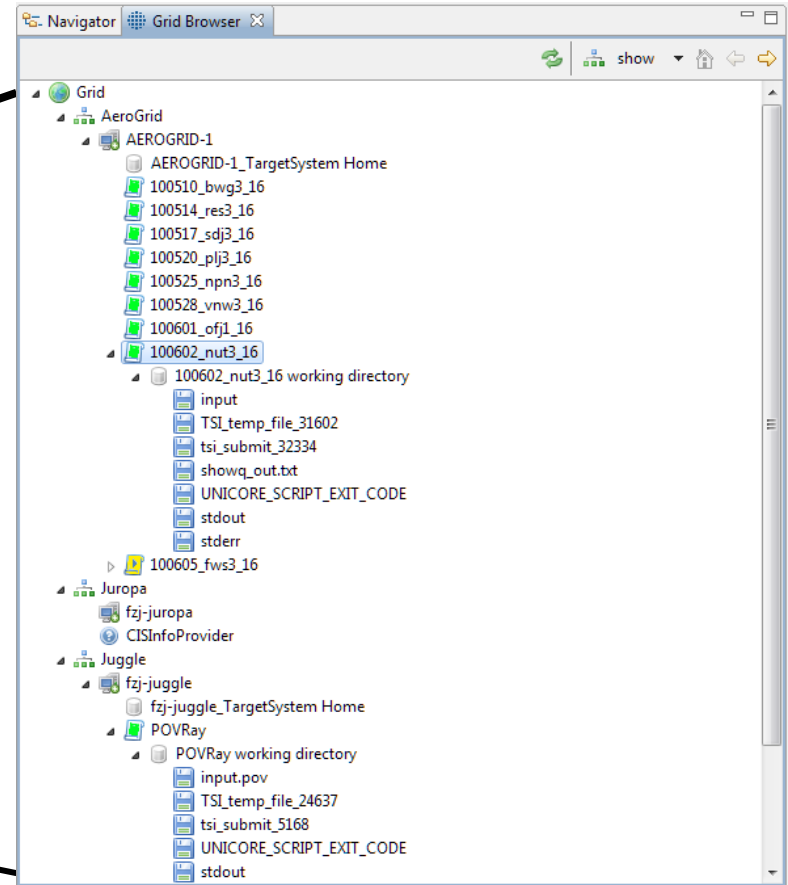 Navigator Grid Browser
show
Grid
AeroGrid
AEROGRID-1
AEROGRID-1_TargetSystem Home
100510_bwg3_16
100514_res3_16
100517_sdj3_16
100520_plj3_16
100525_npn3_16
100528_vnw3_16
100601_ofj1_16
100602_nut3_16
100602_nut3_16 working directory
input
TSI_temp_file_31602
tsi_submit_32334
showq_out.txt
UNICORE_SCRIPT_EXIT_CODE
stdout
stderr
100605_fws3_16
Juropa
fzj-juropa
CISInfoProvider
Juggle
fzj-juggle
fzj-juggle_TargetSystem Home
POVRay
POVRay working directory
input.pov
TSI_temp_file_24637
tsi_submit_5168
UNICORE_SCRIPT_EXIT_CODE
stdout